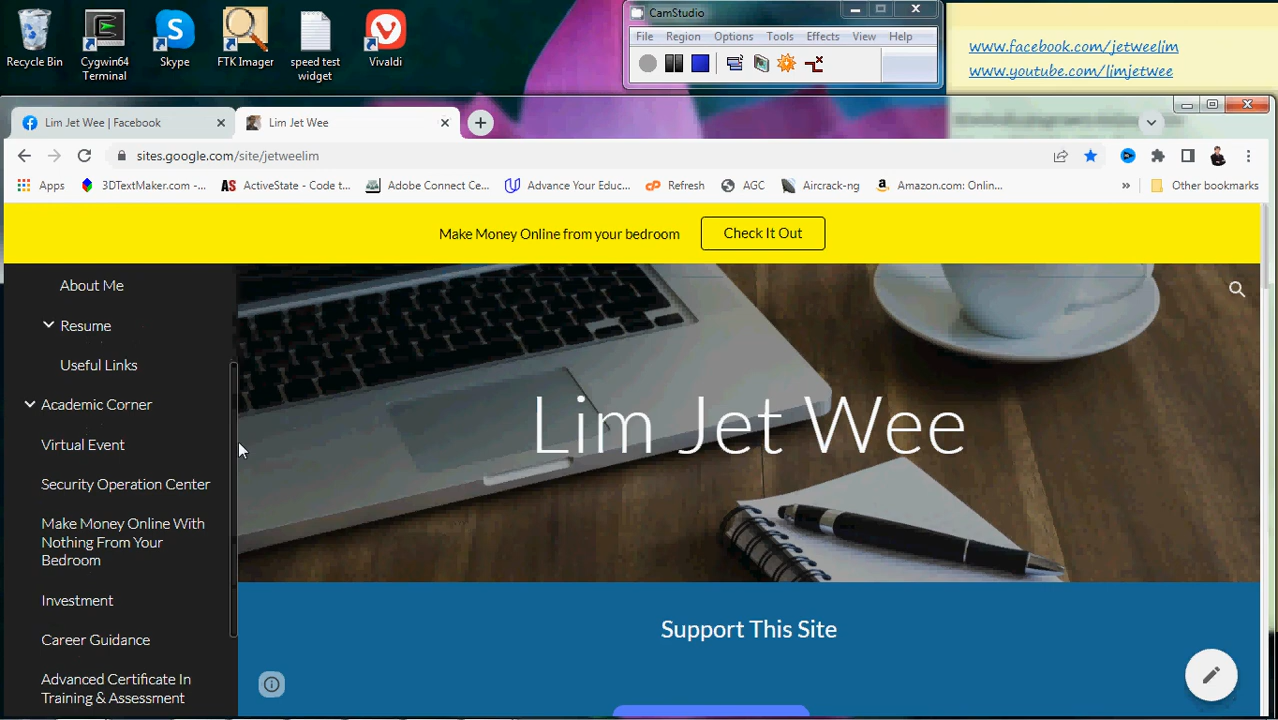 Recycle Bin
Cygwin64
Terminal
Skype
FTK Imager
speed test
widget
Vivaldi
CamStudio
File Region Options Tools Effects View Help
www.facebook.com/jetweelim
www.youtube.com/limjetwee
Lim Jet Wee | Facebook
Lim Jet Wee
sites.google.com/site/jetweelim
Apps
3DTextMaker.com -...
AS ActiveState - Code t...
Adobe Connect Ce...
Advance Your Educ...
cP Refresh
AGC
Aircrack-ng
Amazon.com: Onlin...
Other bookmarks
Make Money Online from your bedroom
Check It Out
About Me
Resume
Useful Links
Academic Corner
Virtual Event
Security Operation Center
Make Money Online With
Nothing From Your
Bedroom
Investment
Career Guidance
Advanced Certificate In
Training & Assessment
Lim Jet Wee
Support This Site